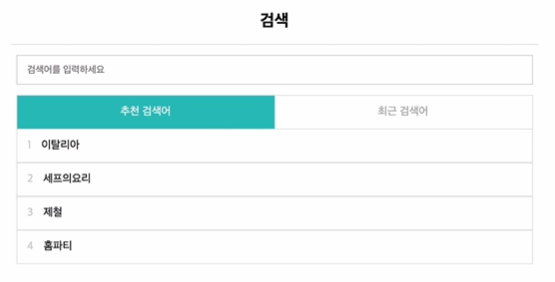 검색
검색어를 입력하세요
추천 검색어 최근 검색어
1 이탈리아
2 세프의요리
3 제철
4 홈파티